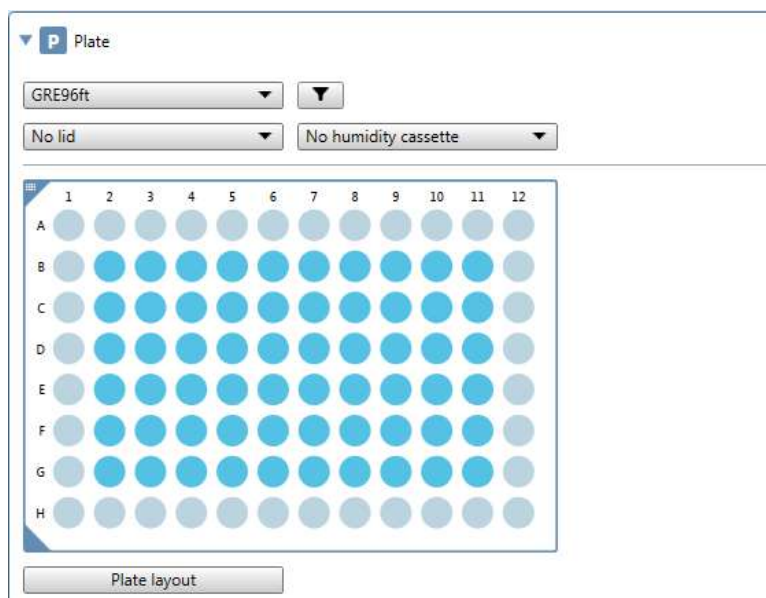 P Plate
GRE96ft
No lid No humidity cassette
1 2 3 4 5 6 7 8 9 10 11 12
A
B
C
D
E
F
G
H
Plate layout